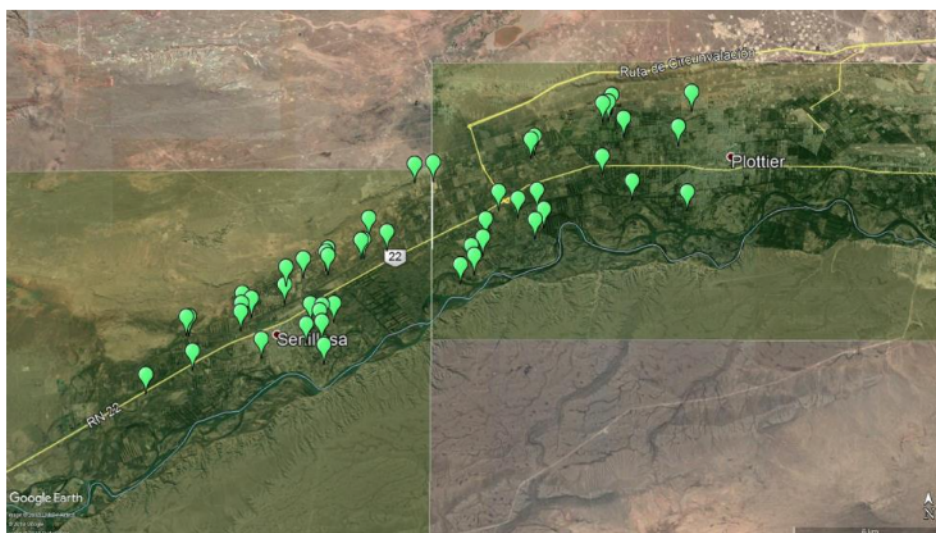 Ruta de Circunvalación
Plottier
22
Senillosa
RN-22
Google Earth
N